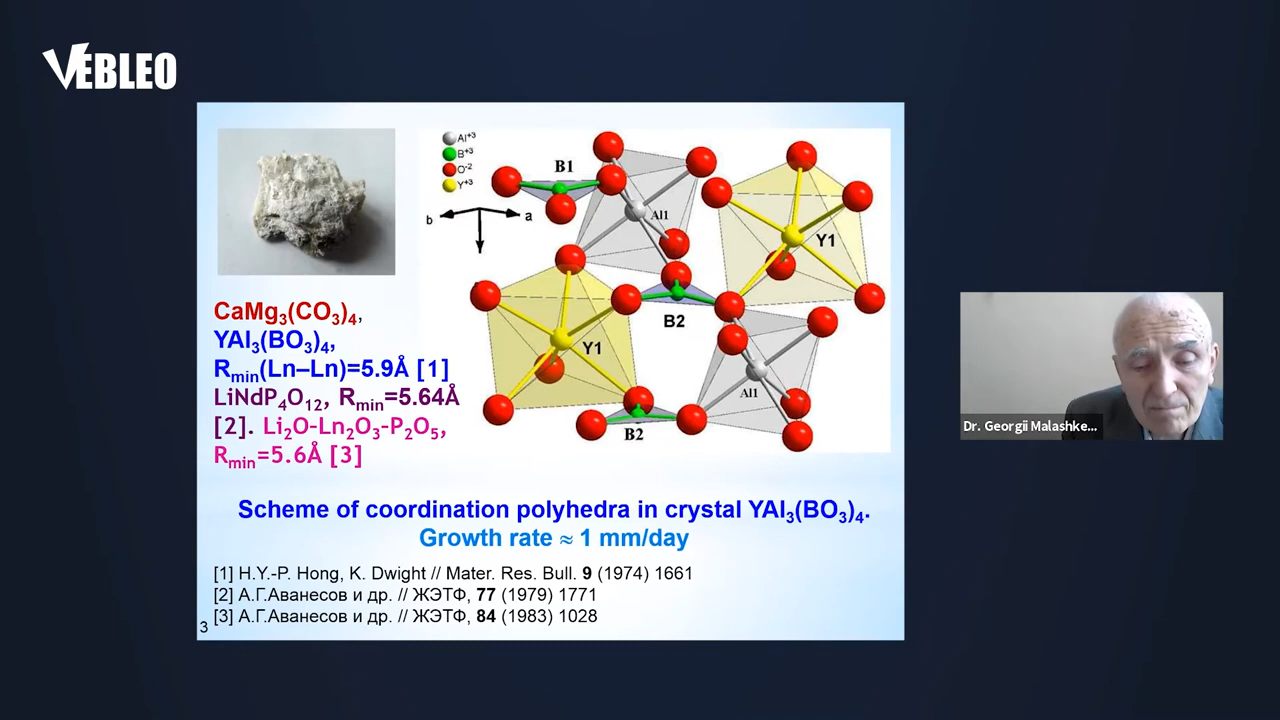 VEBLEO
Al+3
B+3
O-2
Y+3
b
a
B1
Al1
Y1
B2
Y1
Al1
B2
CaMg3(CO3)4,
YAl3(BO3)4,
Rmin(Ln–Ln)=5.9Å [1]
LiNdP4O12, Rmin=5.64Å
[2]. Li2O-Ln2O3-P2O5,
Rmin=5.6Å [3]
Scheme of coordination polyhedra in crystal YAl3(BO3)4.
Growth rate ≈ 1 mm/day
[1] H.Y.-P. Hong, K. Dwight // Mater. Res. Bull. 9 (1974) 1661
[2] А.Г.Аванесов и др. // ЖЭТФ, 77 (1979) 1771
[3] А.Г.Аванесов и др. // ЖЭТФ, 84 (1983) 1028
3
Dr. Georgii Malashke...